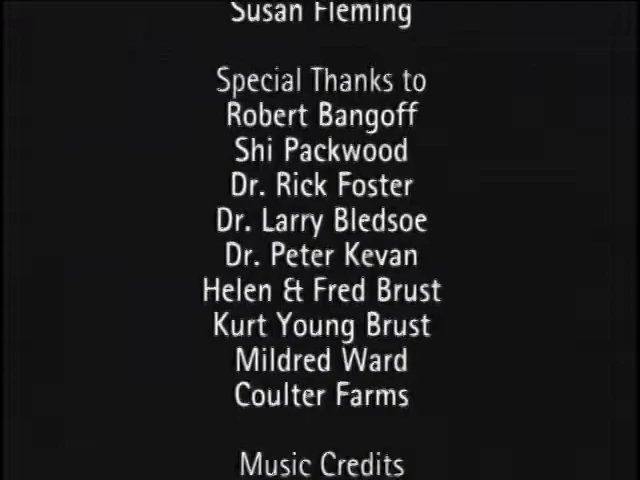 Susan Fleming
Special Thanks to
Robert Bangoff
Shi Packwood
Dr. Rick Foster
Dr. Larry Bledsoe
Dr. Peter Kevan
Helen & Fred Brust
Kurt Young Brust
Mildred Ward
Coulter Farms
Music Credits